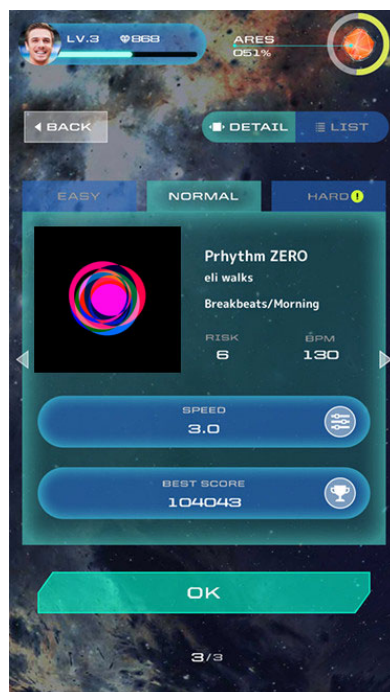 LV.3 868 ARES
051%
BACK DETAIL LIST
EASY NORMAL HARD!
Prhythm ZERO
eli walks
Breakbeats/Morning
RISK BPM
6 130
SPEED
3.0
BEST SCORE
104043
OK
3/3